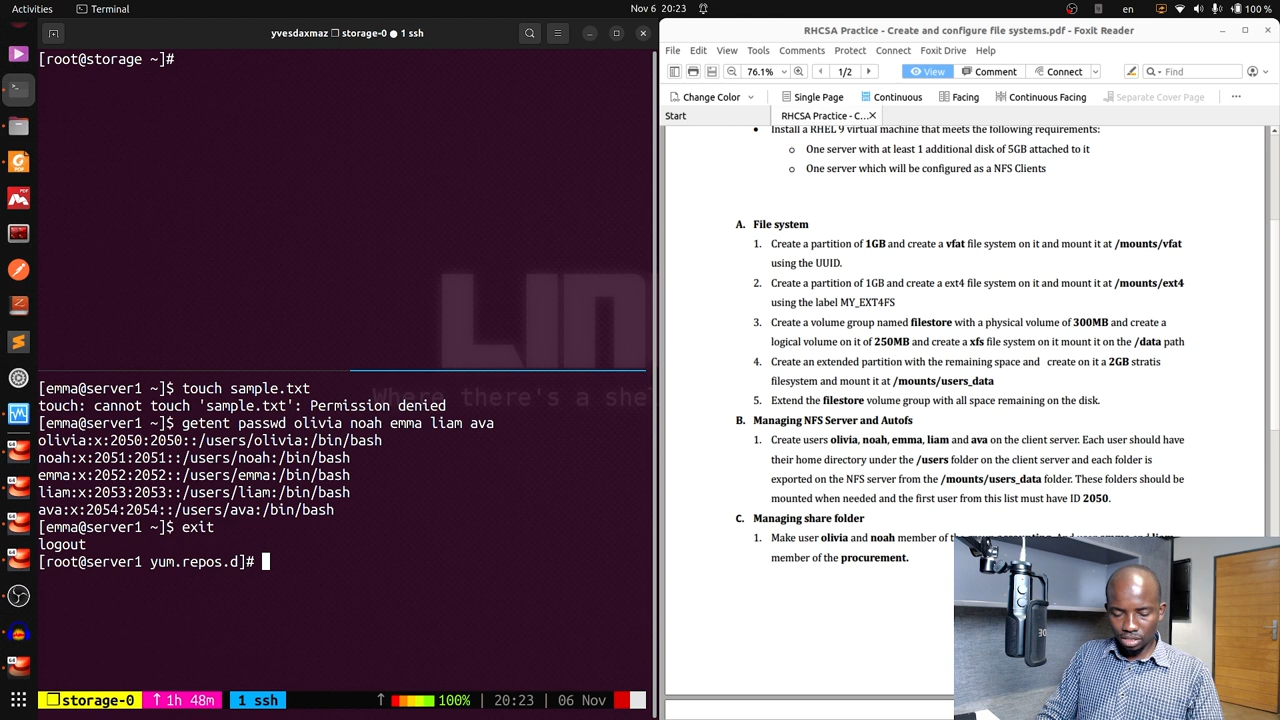 Activities
Terminal
Nov 6
100 %
yvesdaxmaz ❐ storage-0 ● 1 ssh
[root@storage ~]#
[emma@server1 ~]$ touch sample.txt
touch: cannot touch 'sample.txt': Permission denied
[emma@server1 ~]$ getent passwd olivia noah emma liam ava
olivia:x:2050:2050::/users/olivia:/bin/bash
noah:x:2051:2051::/users/noah:/bin/bash
emma:x:2052:2052::/users/emma:/bin/bash
liam:x:2053:2053::/users/liam:/bin/bash
ava:x:2054:2054::/users/ava:/bin/bash
[emma@server1 ~]$ exit
logout
[root@server1 yum.repos.d]#
❐ storage-0 ↑ 1h 48m 1 ssh ↑ 100% | 20:23 | 06 Nov
LIN
Where there's a she
RHCSA Practice - Create and configure file systems.pdf - Foxit Reader
File Edit View Tools Comments Protect Connect Foxit Drive Help
76.1% 1/2 View Comment Connect Find
Change Color Single Page Continuous Facing Continuous Facing Separate Cover Page ...
Start RHCSA Practice - C...
• Install a RHEL 9 virtual machine that meets the following requirements:
o One server with at least 1 additional disk of 5GB attached to it
o One server which will be configured as a NFS Clients
A. File system
1. Create a partition of 1GB and create a vfat file system on it and mount it at /mounts/vfat
using the UUID.
2. Create a partition of 1GB and create a ext4 file system on it and mount it at /mounts/ext4
using the label MY_EXT4FS
3. Create a volume group named filestore with a physical volume of 300MB and create a
logical volume on it of 250MB and create a xfs file system on it mount it on the /data path
4. Create an extended partition with the remaining space and create on it a 2GB stratis
filesystem and mount it at /mounts/users_data
5. Extend the filestore volume group with all space remaining on the disk.
B. Managing NFS Server and Autofs
1. Create users olivia, noah, emma, liam and ava on the client server. Each user should have
their home directory under the /users folder on the client server and each folder is
exported on the NFS server from the /mounts/users_data folder. These folders should be
mounted when needed and the first user from this list must have ID 2050.
C. Managing share folder
1. Make user olivia and noah member of
member of the procurement.